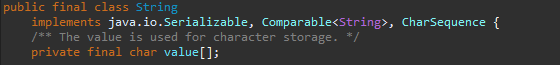 public final class String
    implements java.io.Serializable, Comparable<String>, CharSequence {
    /** The value is used for character storage. */
    private final char value[];